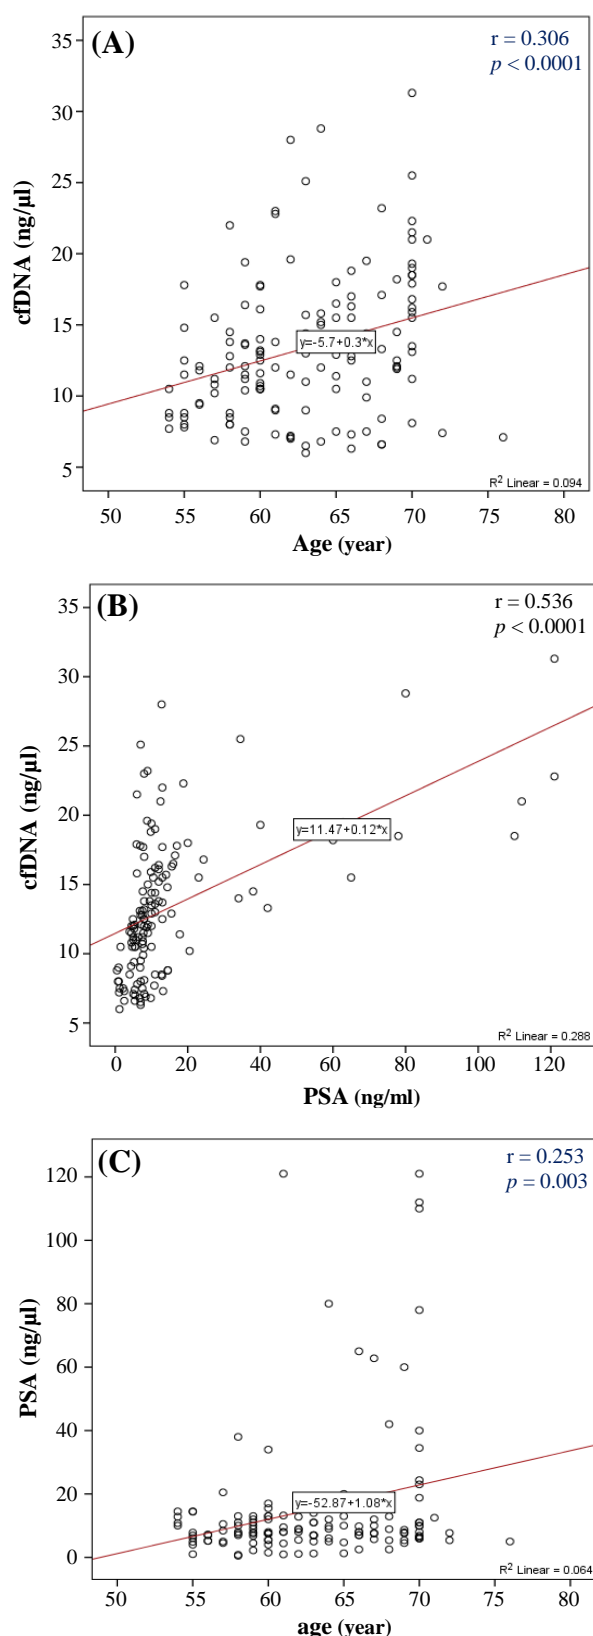 (A)
r = 0.306
p < 0.0001
35
30
25
20
15
10
5
cfDNA (ng/µl)
y=-5.7+0.3*x
R2 Linear = 0.094
50 55 60 65 70 75 80
Age (year)
(B)
r = 0.536
p < 0.0001
35
30
25
20
15
10
5
cfDNA (ng/µl)
y=11.47+0.12*x
R2 Linear = 0.288
0 20 40 60 80 100 120
PSA (ng/ml)
(C)
r = 0.253
p = 0.003
120
100
80
60
40
20
0
PSA (ng/µl)
y=-52.87+1.08*x
R2 Linear = 0.064
50 55 60 65 70 75 80
age (year)